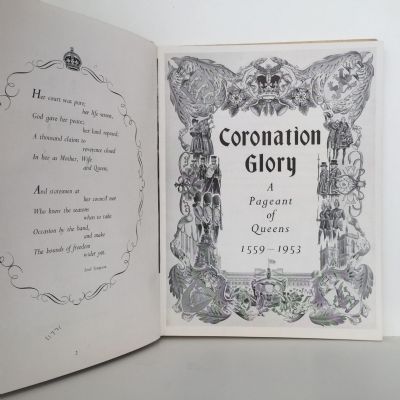 Her court was pure;
her life serene,
God gave her peace;
her land reposed;
A thousand claims to
reverence closed
In her as Mother, Wife
and Queen,
And statesmen at
her council met
Who knew the seasons
when to take
Occasion by the hand,
and make
The bounds of freedom
wider yet.
Lord Tennyson
2
Coronation
Glory
A
Pageant
of
Queens
1559–1953